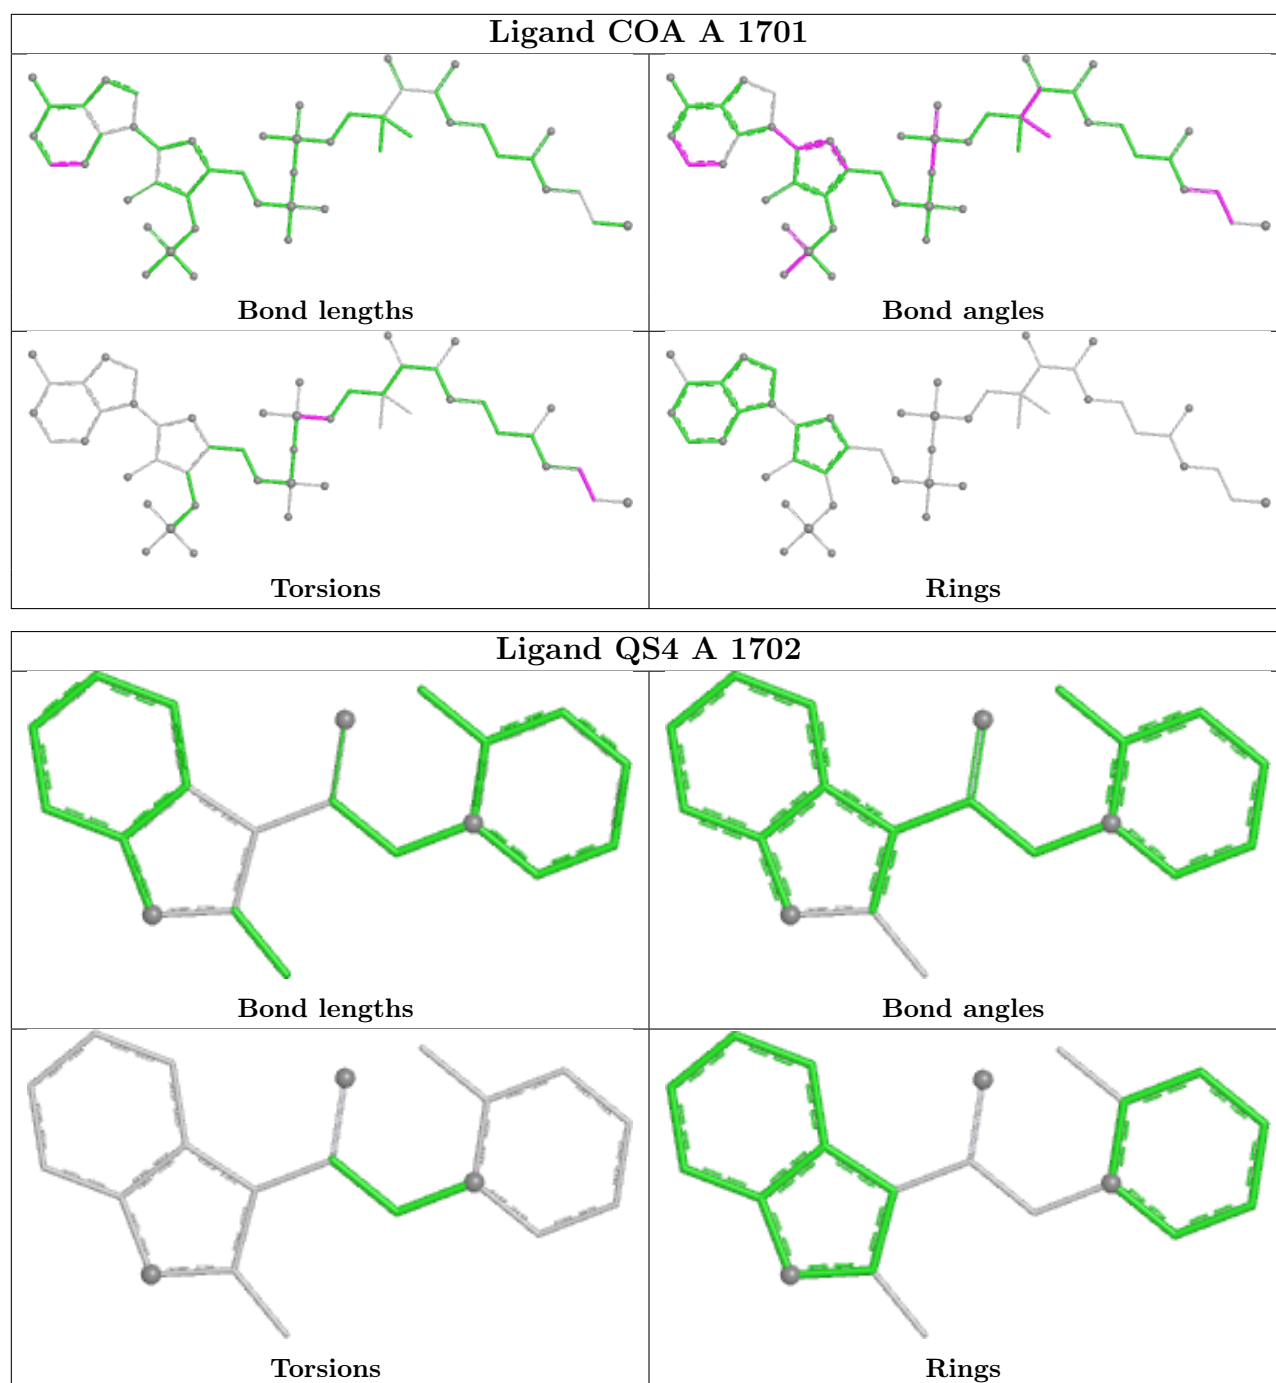 Ligand COA A 1701
Bond lengths
Bond angles
Torsions
Rings
Ligand QS4 A 1702
Bond lengths
Bond angles
Torsions
Rings